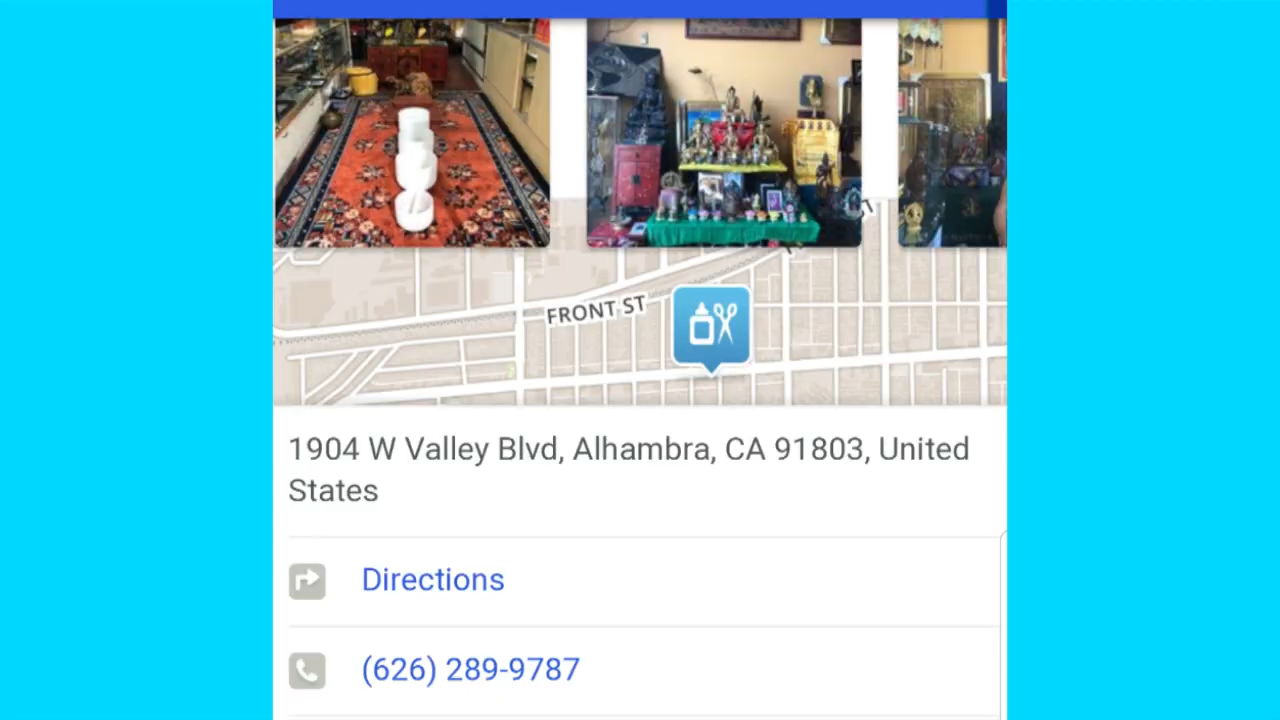 FRONT ST
1904 W Valley Blvd, Alhambra, CA 91803, United
States
Directions
(626) 289-9787